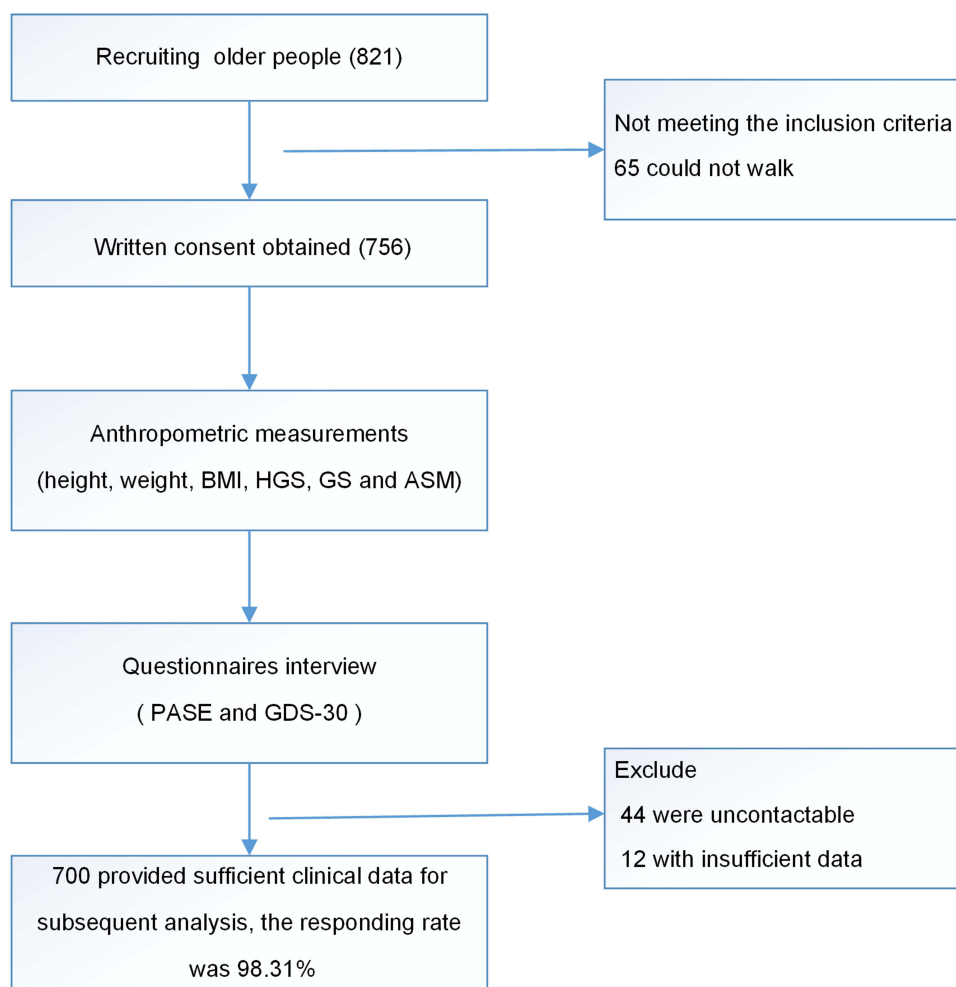 Recruiting older people (821)
Not meeting the inclusion criteria
65 could not walk
Written consent obtained (756)
Anthropometric measurements
(height, weight, BMI, HGS, GS and ASM)
Questionnaires interview
( PASE and GDS-30 )
Exclude
44 were uncontactable
12 with insufficient data
700 provided sufficient clinical data for
subsequent analysis, the responding rate
was 98.31%